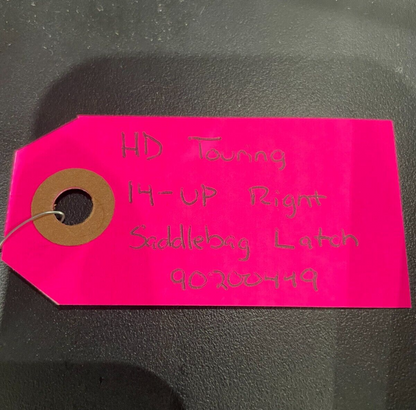 HD Touring
14-UP Right
Saddlebag Latch
90200449